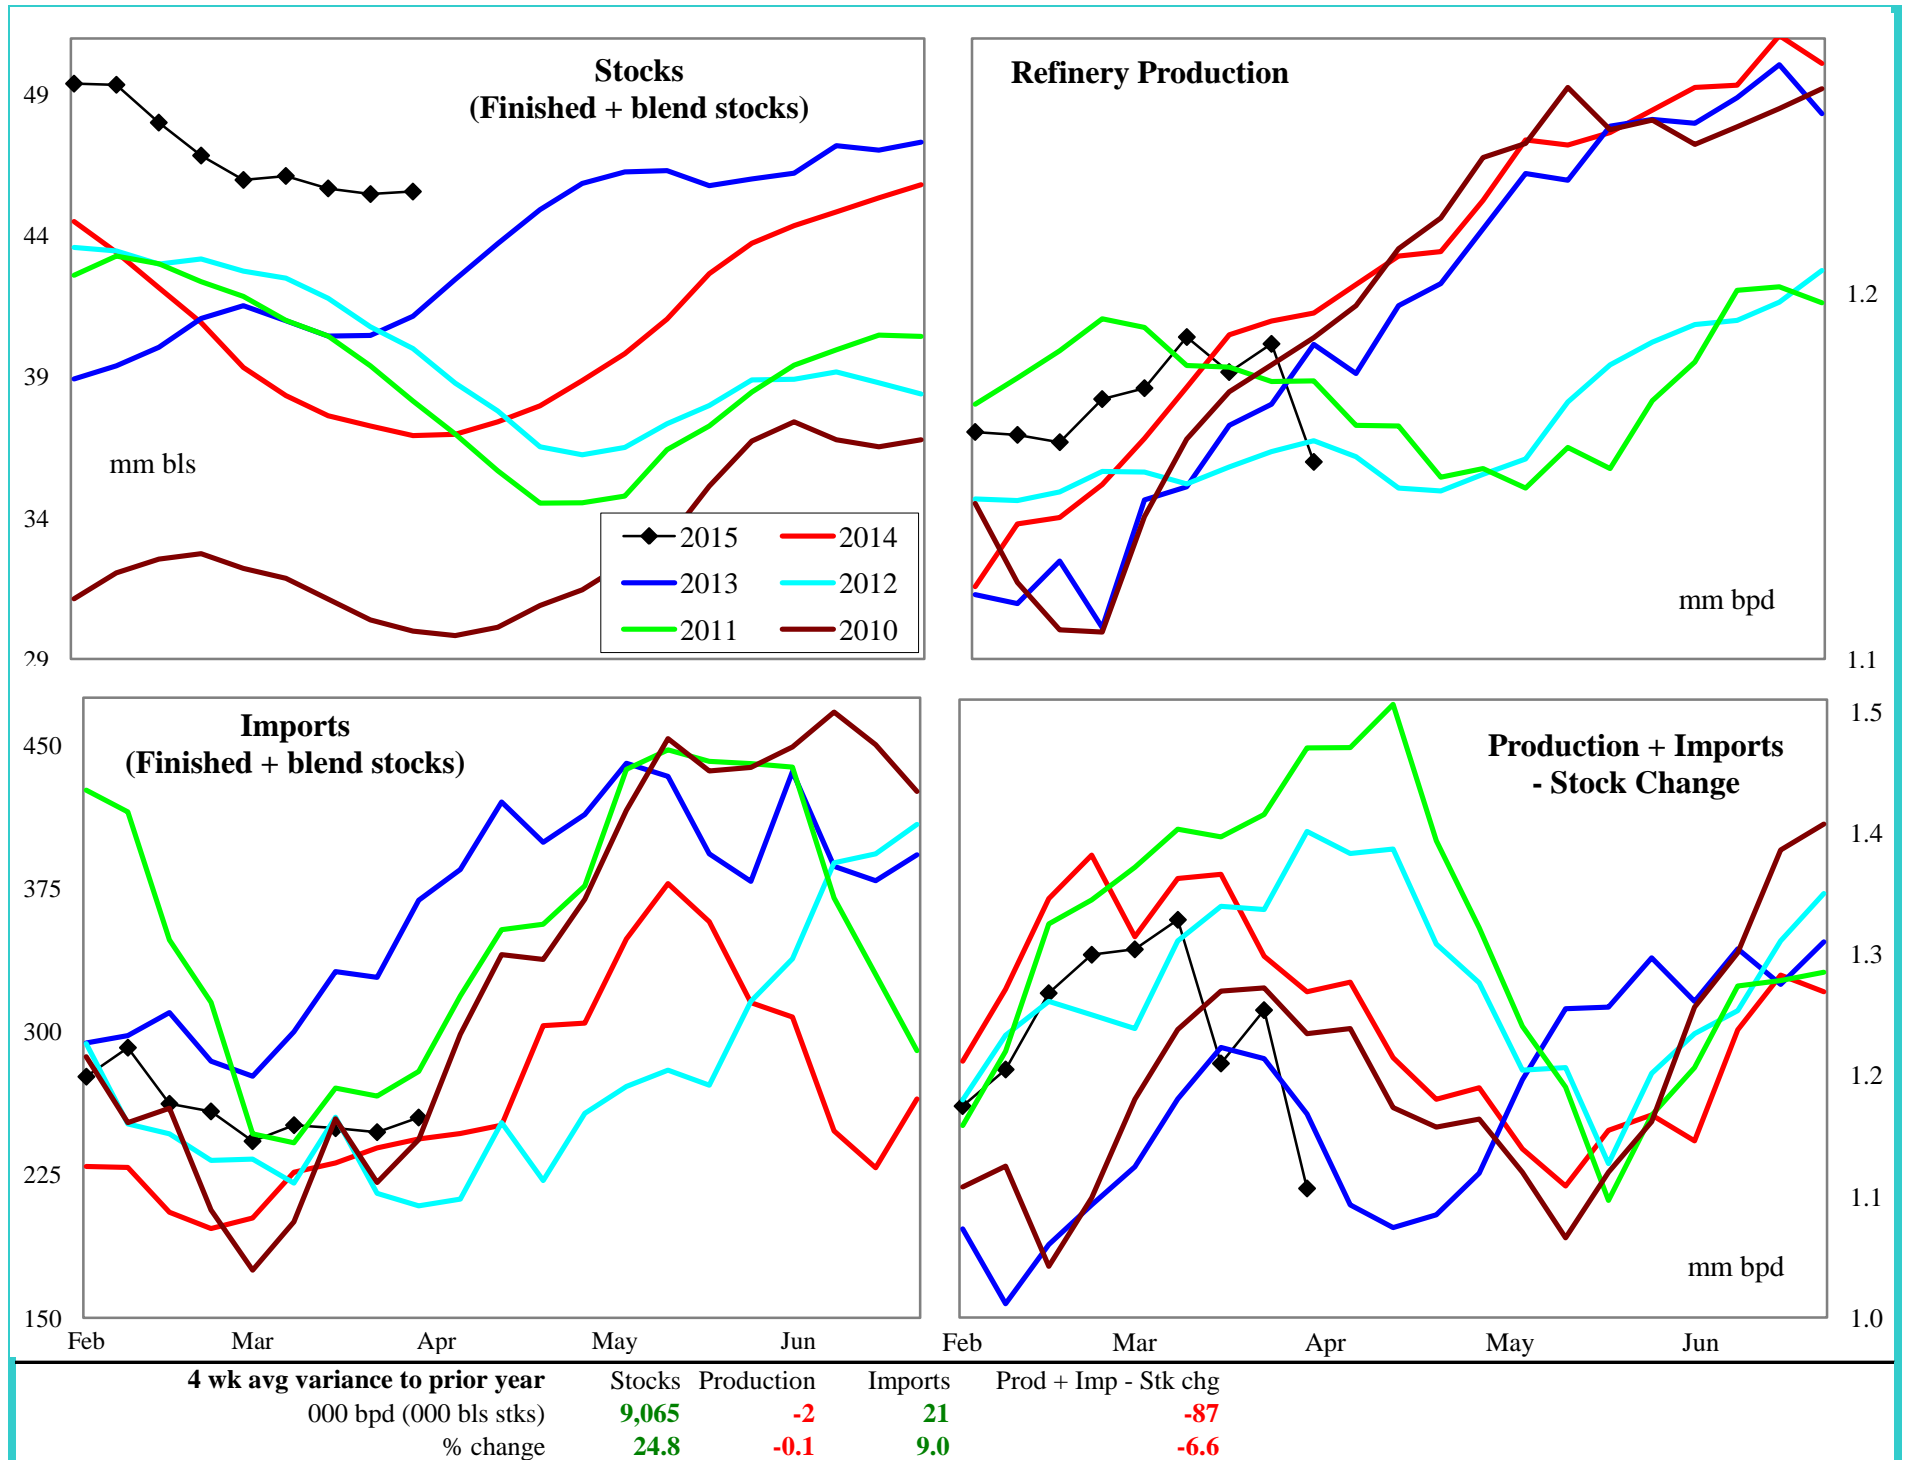 Stocks
(Finished + blend stocks)
49
44
39
34
29
mm bls
2015
2014
2013
2012
2011
2010
Refinery Production
1.2
1.1
mm bpd
Imports
(Finished + blend stocks)
450
375
300
225
150
Feb Mar Apr May Jun
Production + Imports
- Stock Change
1.5
1.4
1.3
1.2
1.1
1.0
mm bpd
Feb Mar Apr May Jun
4 wk avg variance to prior year Stocks Production Imports Prod + Imp - Stk chg
000 bpd (000 bls stks) 9,065 -2 21 -87
% change 24.8 -0.1 9.0 -6.6